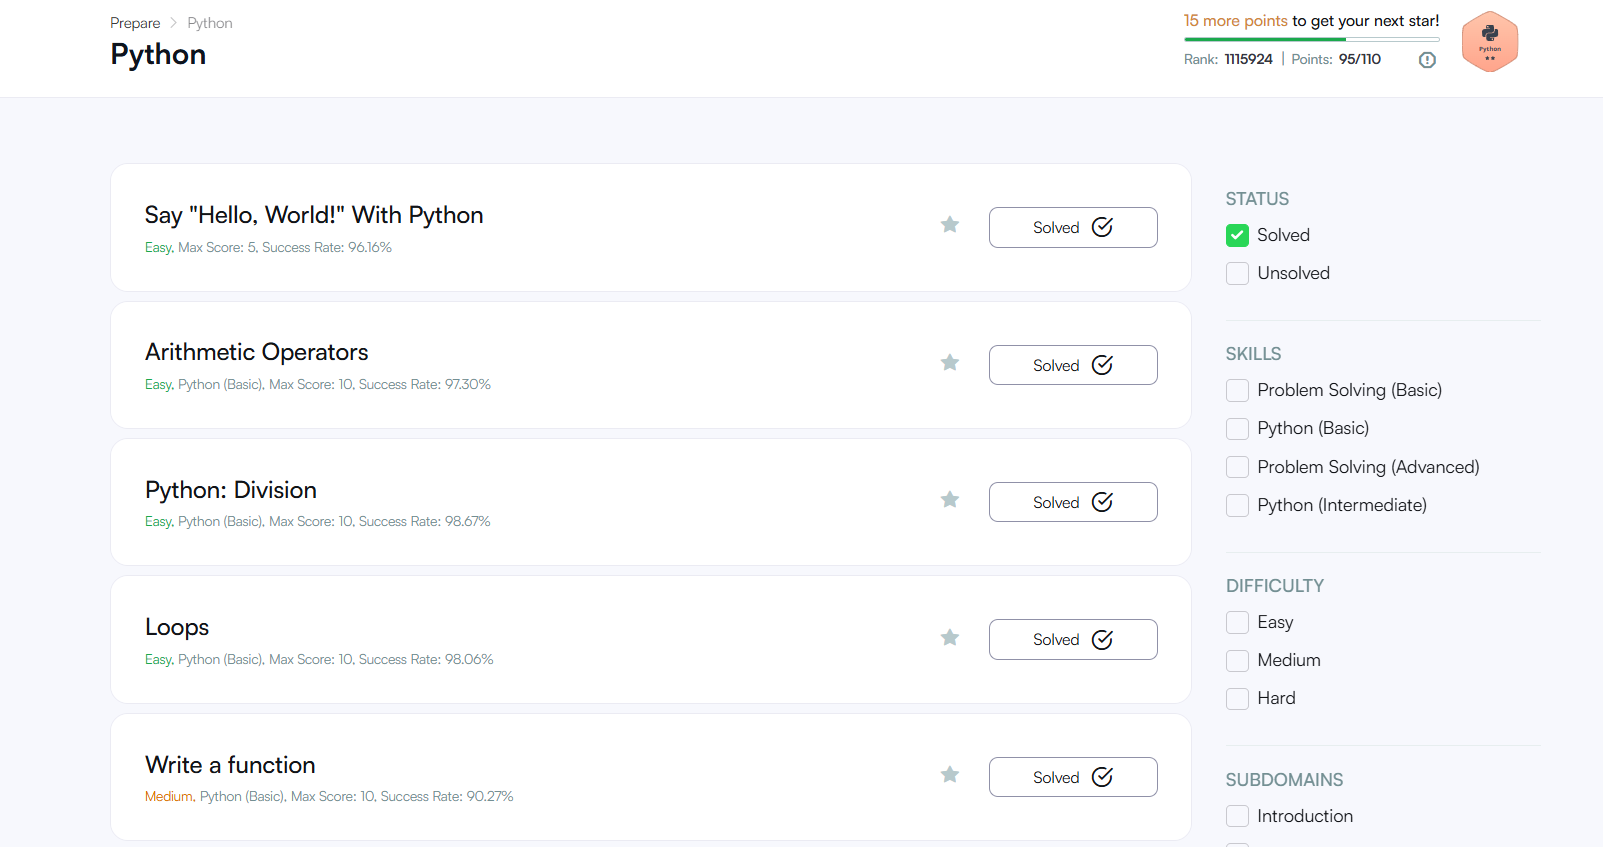 Prepare > Python
Python
15 more points to get your next star!
Rank: 1115924 | Points: 95/110
Python
Say "Hello, World!" With Python
Easy, Max Score: 5, Success Rate: 96.16%
Solved
Arithmetic Operators
Easy, Python (Basic), Max Score: 10, Success Rate: 97.30%
Solved
Python: Division
Easy, Python (Basic), Max Score: 10, Success Rate: 98.67%
Solved
Loops
Easy, Python (Basic), Max Score: 10, Success Rate: 98.06%
Solved
Write a function
Medium, Python (Basic), Max Score: 10, Success Rate: 90.27%
Solved
STATUS
Solved
Unsolved
SKILLS
Problem Solving (Basic)
Python (Basic)
Problem Solving (Advanced)
Python (Intermediate)
DIFFICULTY
Easy
Medium
Hard
SUBDOMAINS
Introduction